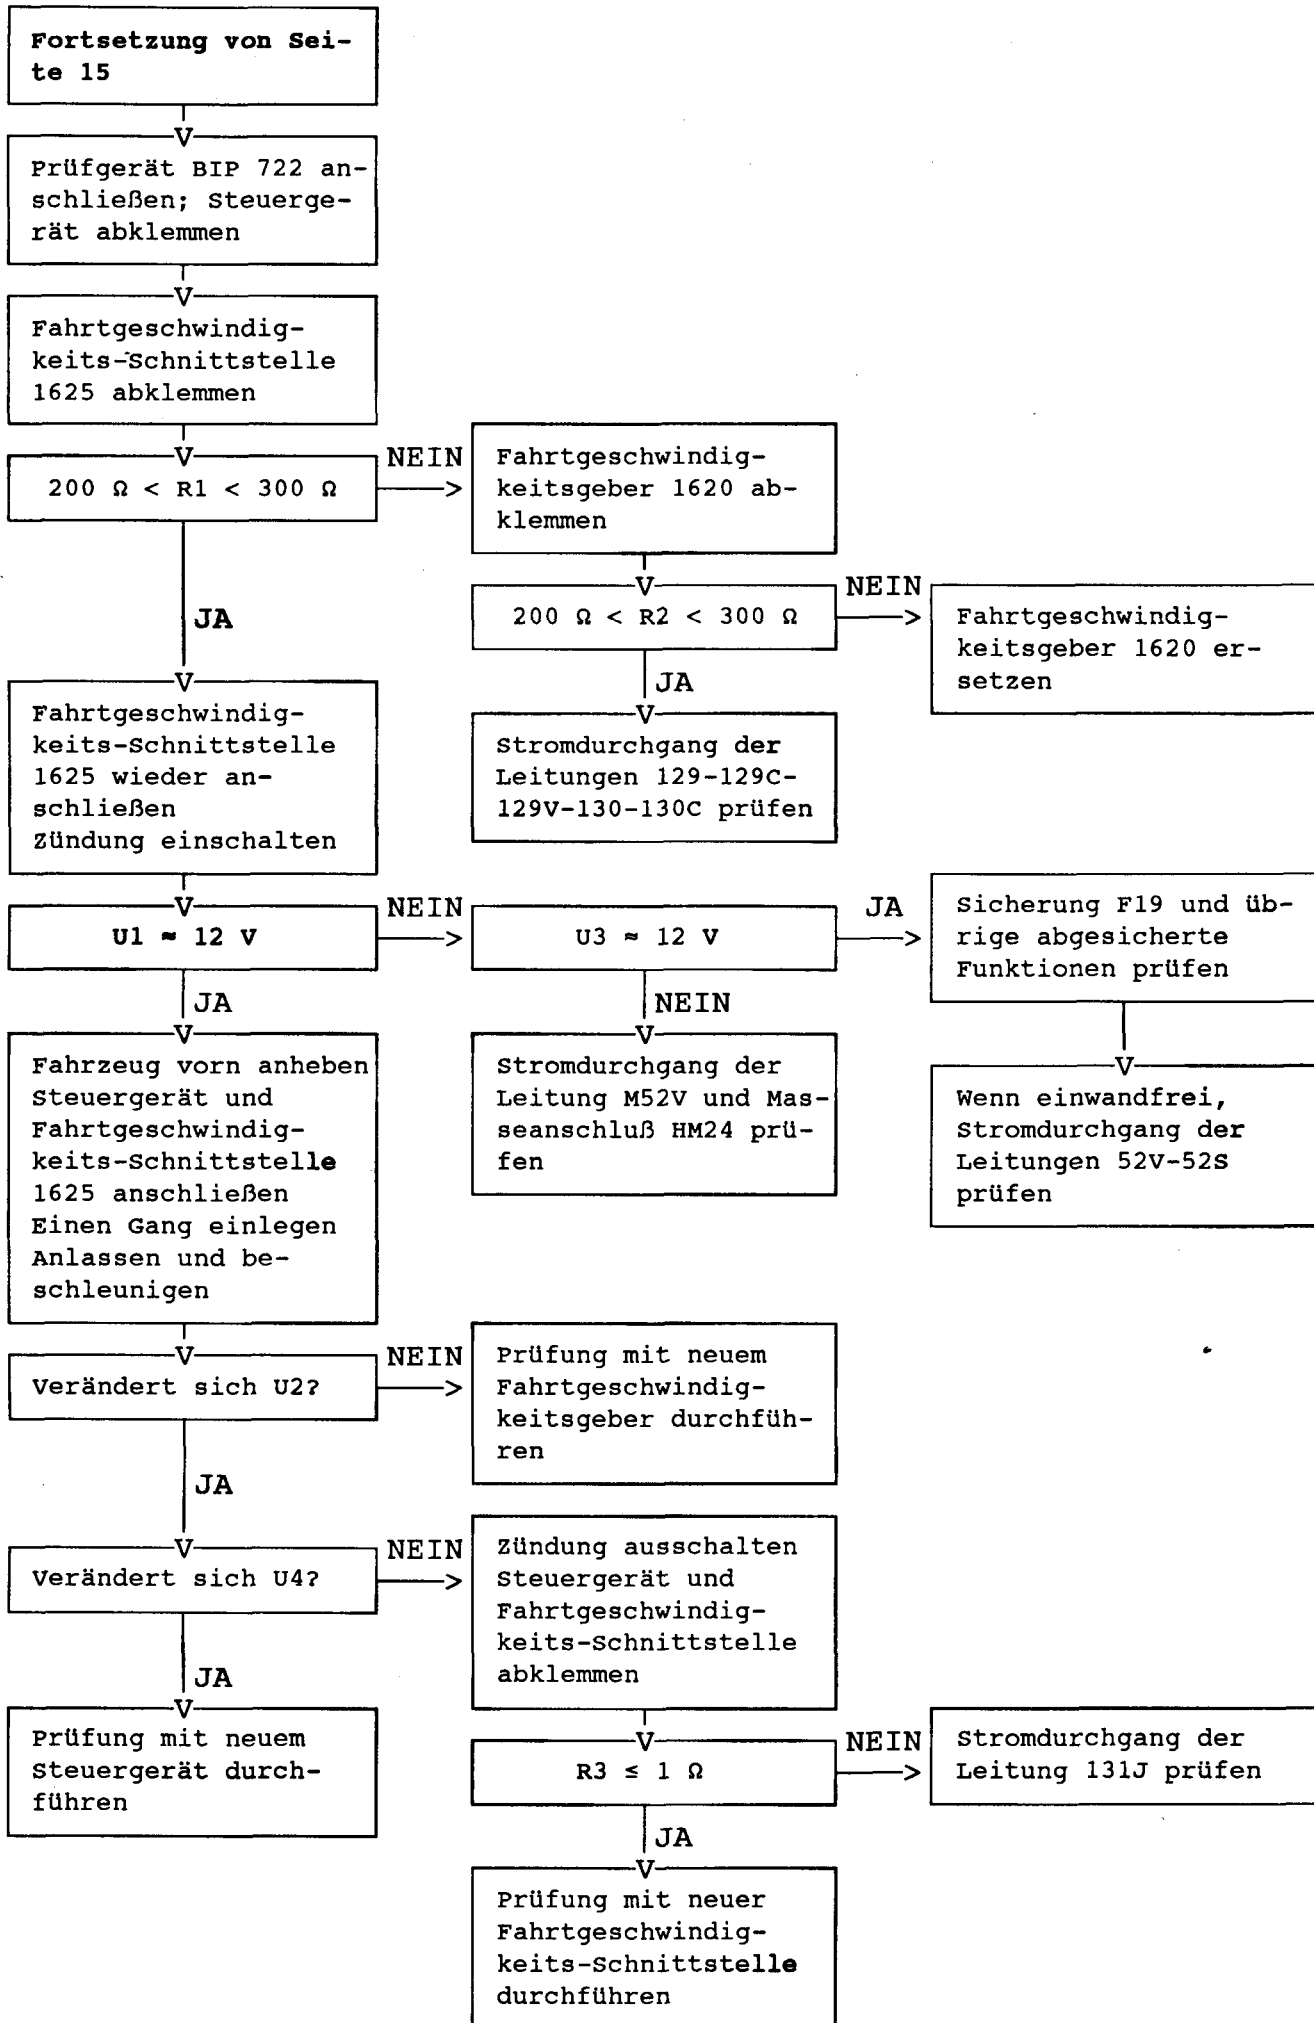 Fortsetzung von Sei-
te 15
V
Prüfgerät BIP 722 an-
schließen; Steuerge-
rät abklemmen
V
Fahrtgeschwindig-
keits-Schnittstelle
1625 abklemmen
V
200 Ω < R1 < 300 Ω
NEIN
>
Fahrtgeschwindig-
keitsgeber 1620 ab-
klemmen
V
200 Ω < R2 < 300 Ω
NEIN
>
Fahrtgeschwindig-
keitsgeber 1620 er-
setzen
JA
V
Stromdurchgang der
Leitungen 129-129C-
129V-130-130C prüfen
JA
V
Fahrtgeschwindig-
keits-Schnittstelle
1625 wieder an-
schließen
Zündung einschalten
V
U1 ≈ 12 V
NEIN
>
U3 ≈ 12 V
JA
>
Sicherung F19 und üb-
rige abgesicherte
Funktionen prüfen
V
Wenn einwandfrei,
Stromdurchgang der
Leitungen 52V-52S
prüfen
NEIN
V
Stromdurchgang der
Leitung M52V und Mas-
seanschluß HM24 prü-
fen
JA
V
Fahrzeug vorn anheben
Steuergerät und
Fahrtgeschwindig-
keits-Schnittstelle
1625 anschließen
Einen Gang einlegen
Anlassen und be-
schleunigen
V
Verändert sich U2?
NEIN
>
Prüfung mit neuem
Fahrtgeschwindig-
keitsgeber durchfüh-
ren
JA
V
Verändert sich U4?
NEIN
>
Zündung ausschalten
Steuergerät und
Fahrtgeschwindig-
keits-Schnittstelle
abklemmen
V
R3 ≤ 1 Ω
NEIN
>
Stromdurchgang der
Leitung 131J prüfen
JA
V
Prüfung mit neuer
Fahrtgeschwindig-
keits-Schnittstelle
durchführen
JA
V
Prüfung mit neuem
Steuergerät durch-
führen